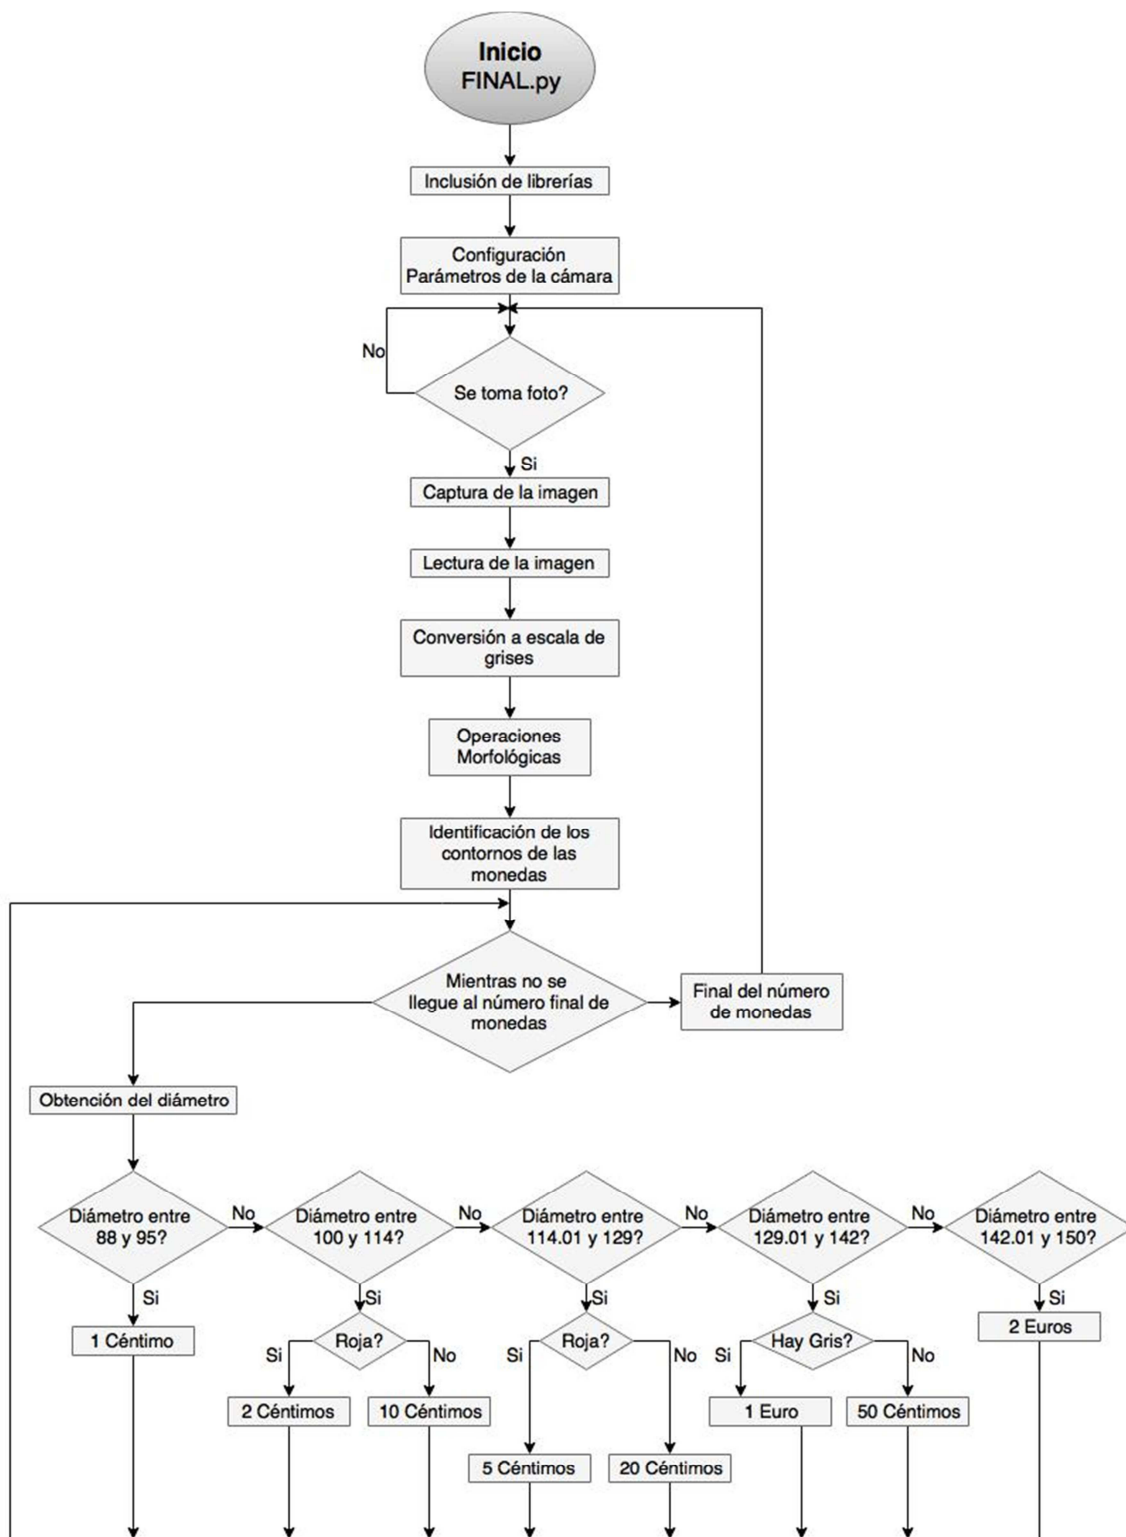 Inicio
FINAL.py
Inclusión de librerías
Configuración
Parámetros de la cámara
No
Se toma foto?
Si
Captura de la imagen
Lectura de la imagen
Conversión a escala de
grises
Operaciones
Morfológicas
Identificación de los
contornos de las
monedas
Mientras no se
llegue al número final de
monedas
Final del número
de monedas
Obtención del diámetro
Diámetro entre
88 y 95?
No
Diámetro entre
100 y 114?
No
Diámetro entre
114.01 y 129?
No
Diámetro entre
129.01 y 142?
No
Diámetro entre
142.01 y 150?
Si
Si
Si
Si
Si
1 Céntimo
Roja?
Roja?
Hay Gris?
2 Euros
Si
No
Si
No
Si
No
2 Céntimos
10 Céntimos
1 Euro
50 Céntimos
5 Céntimos
20 Céntimos